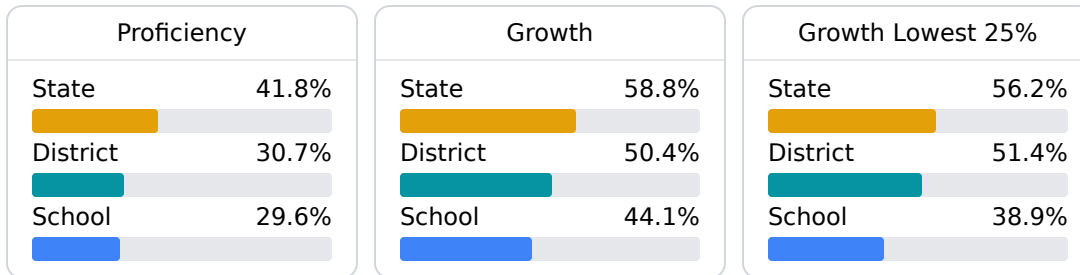 Proficiency
State 41.8%
District 30.7%
School 29.6%
Growth
State 58.8%
District 50.4%
School 44.1%
Growth Lowest 25%
State 56.2%
District 51.4%
School 38.9%